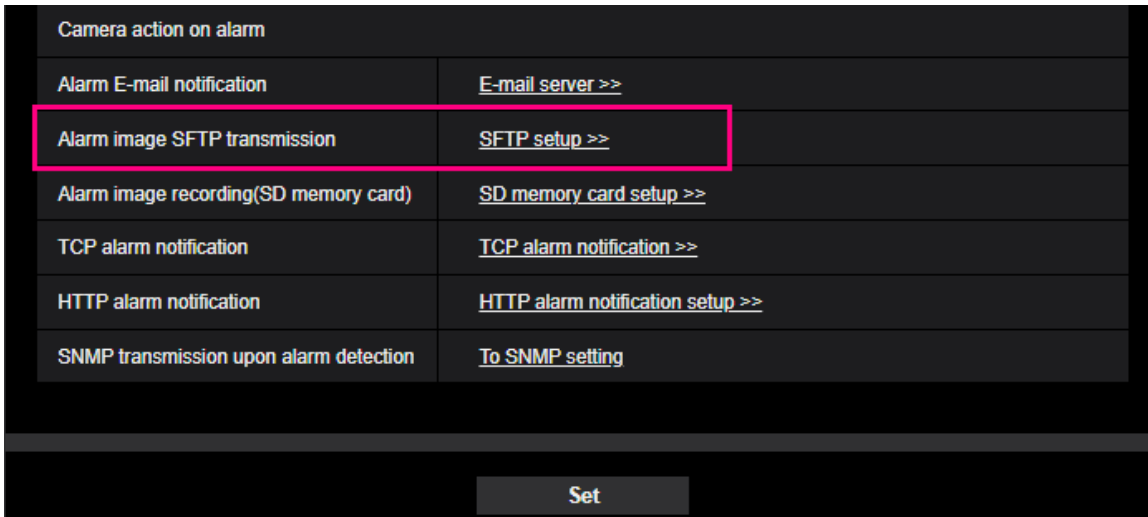 Camera action on alarm
Alarm E-mail notification E-mail server >>
Alarm image SFTP transmission SFTP setup >>
Alarm image recording(SD memory card) SD memory card setup >>
TCP alarm notification TCP alarm notification >>
HTTP alarm notification HTTP alarm notification setup >>
SNMP transmission upon alarm detection To SNMP setting
Set